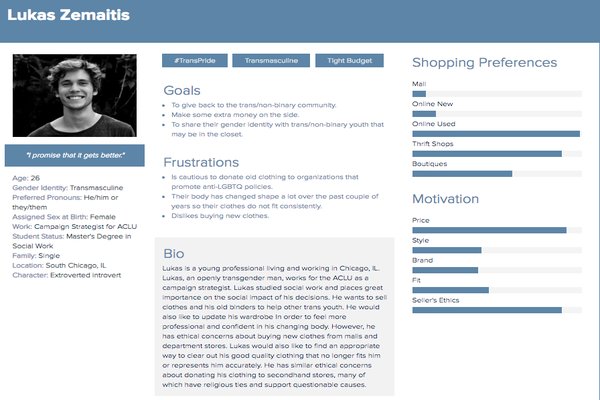 Lukas Zemaitis
"I promise that it gets better."
Age: 26
Gender Identity: Transmasculine
Preferred Pronouns: He/him or
they/them
Assigned Sex at Birth: Female
Work: Campaign Strategist for ACLU
Student Status: Master's Degree in
Social Work
Family: Single
Location: South Chicago, IL
Character: Extroverted introvert
#TransPride
Transmasculine
Tight Budget
Goals
To give back to the trans/non-binary community.
Make some extra money on the side.
To share their gender identity with trans/non-binary youth that
may be in the closet.
Frustrations
Is cautious to donate old clothing to organizations that
promote anti-LGBTQ policies.
Their body has changed shape a lot over the past couple of
years so their clothes do not fit consistently.
Dislikes buying new clothes.
Bio
Lukas is a young professional living and working in Chicago, IL.
Lukas, an openly transgender man, works for the ACLU as a
campaign strategist. Lukas studied social work and places great
importance on the social impact of his decisions. He wants to sell
clothes and his old binders to help other trans youth. He would
also like to update his wardrobe in order to feel more
professional and confident in his changing body. However, he
has ethical concerns about buying new clothes from malls and
department stores. Lukas would also like to find an appropriate
way to clear out his good quality clothing that no longer fits him
or represents him accurately. He has similar ethical concerns
about donating his clothing to secondhand stores, many of
which have religious ties and support questionable causes.
Shopping Preferences
Mall
Online New
Online Used
Thrift Shops
Boutiques
Motivation
Price
Style
Brand
Fit
Seller's Ethics